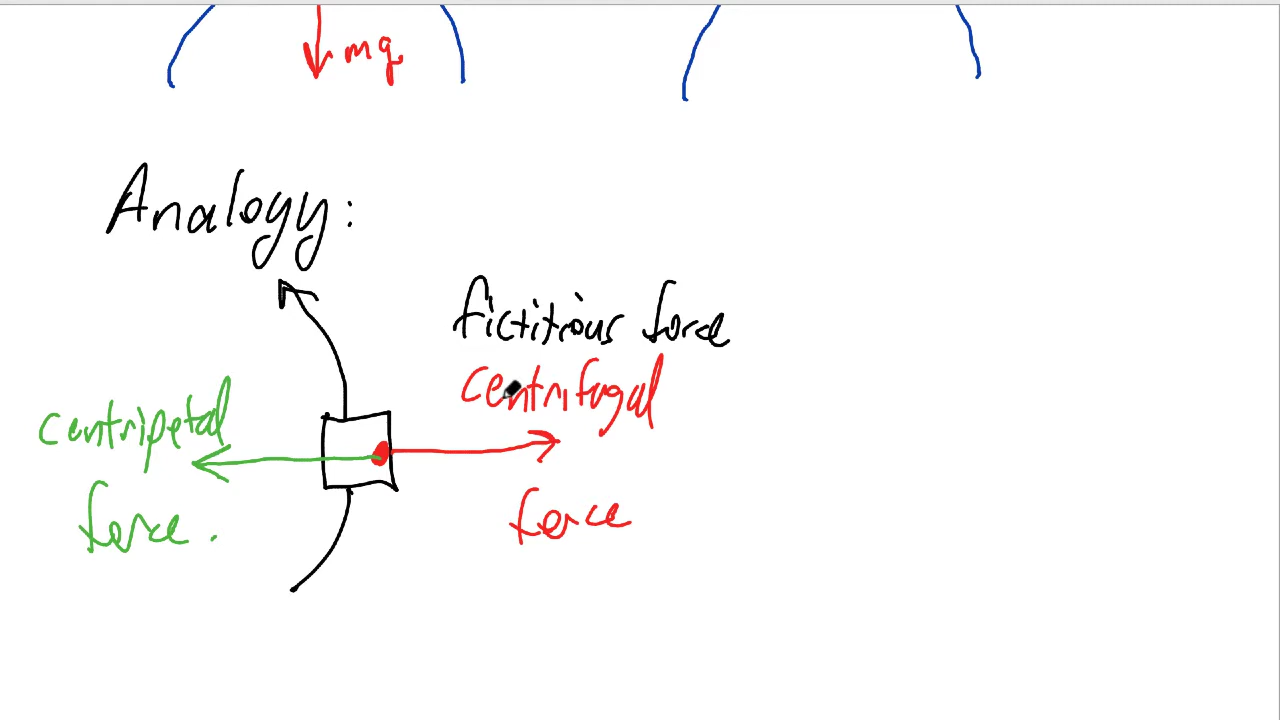 mg
Analogy:
fictitious force
centrifugal
centripetal
force
force.